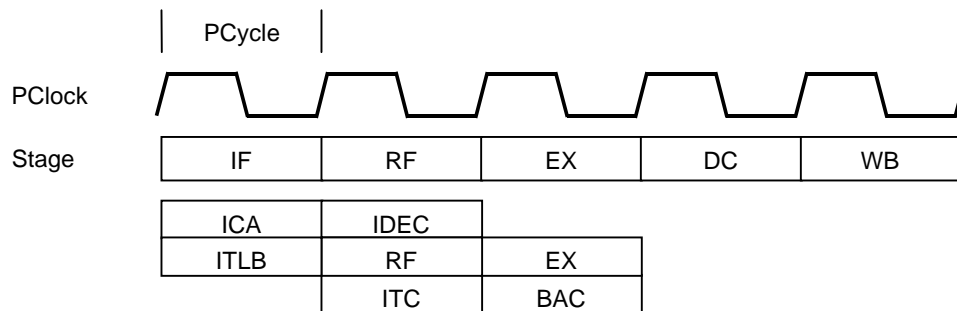 PCycle
PClock
Stage IF RF EX DC WB
ICA IDEC
ITLB RF EX
ITC BAC